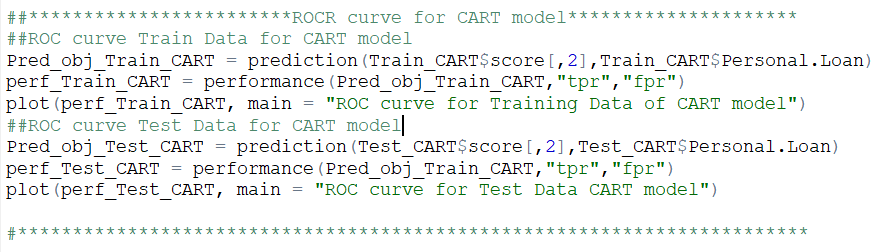 ##************************ROCR curve for CART model*********************
##ROC curve Train Data for CART model
Pred_obj_Train_CART = prediction(Train_CART$score[,2],Train_CART$Personal.Loan)
perf_Train_CART = performance(Pred_obj_Train_CART,"tpr","fpr")
plot(perf_Train_CART, main = "ROC curve for Training Data of CART model")
##ROC curve Test Data for CART model
Pred_obj_Test_CART = prediction(Test_CART$score[,2],Test_CART$Personal.Loan)
perf_Test_CART = performance(Pred_obj_Train_CART,"tpr","fpr")
plot(perf_Test_CART, main = "ROC curve for Test Data CART model")
#************************************************************************